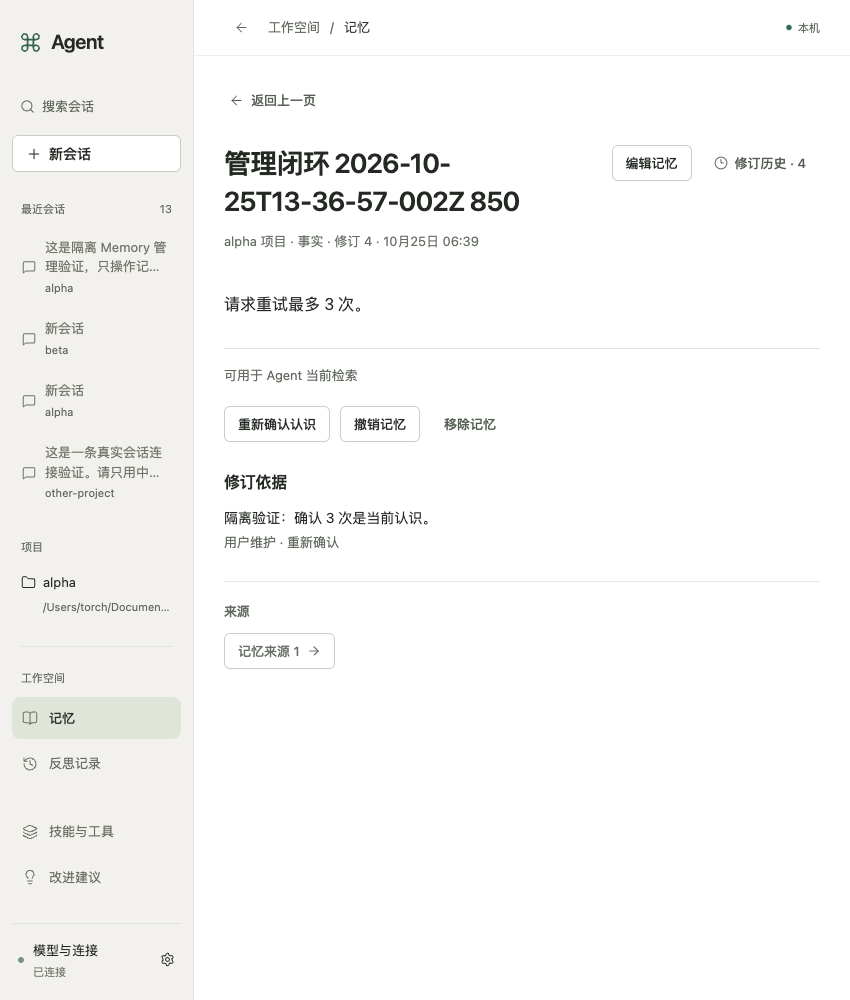 Agent
搜索会话
新会话
最近会话 13
这是隔离 Memory 管
理验证，只操作记...
alpha
新会话
beta
新会话
alpha
这是一条真实会话连
接验证。请只用中...
other-project
项目
alpha
/Users/torch/Documen...
工作空间
记忆
反思记录
技能与工具
改进建议
模型与连接
已连接
工作空间 / 记忆
本机
返回上一页
管理闭环 2026-10-
25T13-36-57-002Z 850
编辑记忆
修订历史 · 4
alpha 项目 · 事实 · 修订 4 · 10月25日 06:39
请求重试最多 3 次。
可用于 Agent 当前检索
重新确认认识
撤销记忆
移除记忆
修订依据
隔离验证：确认 3 次是当前认识。
用户维护 · 重新确认
来源
记忆来源 1